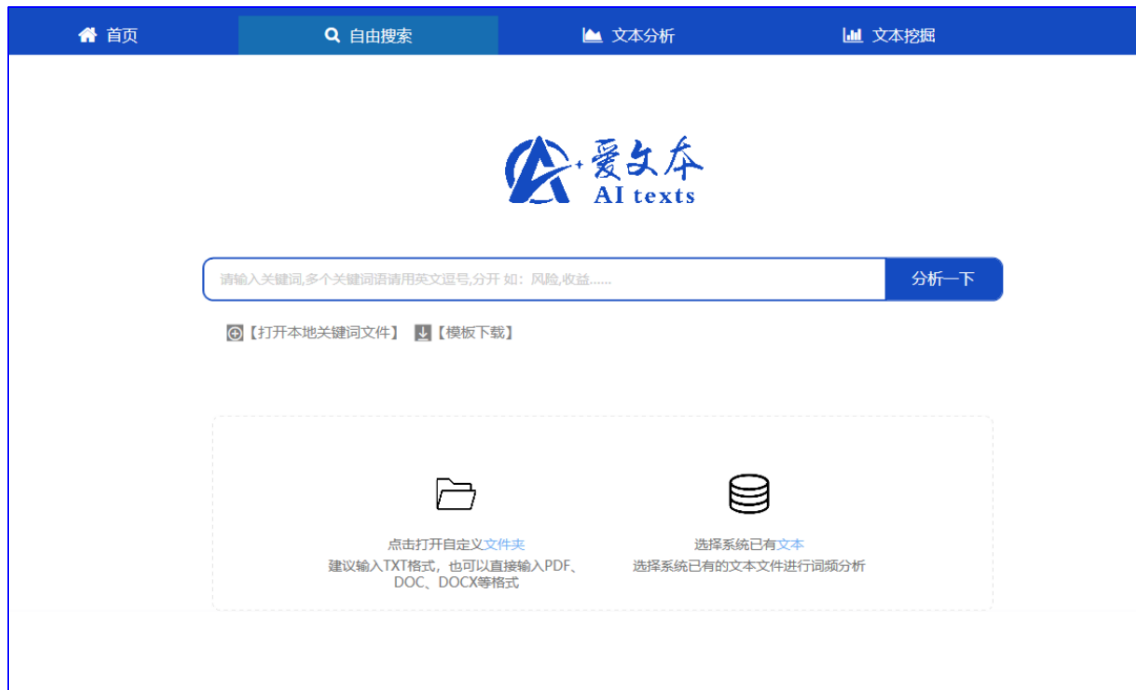 首页
自由搜索
文本分析
文本挖掘
爱文本
AI texts
请输入关键词,多个关键词语请用英文逗号,分开 如：风险,收益......
分析一下
【打开本地关键词文件】 【模板下载】
点击打开自定义文件夹
建议输入TXT格式，也可以直接输入PDF、
DOC、DOCX等格式
选择系统已有文本
选择系统已有的文本文件进行词频分析